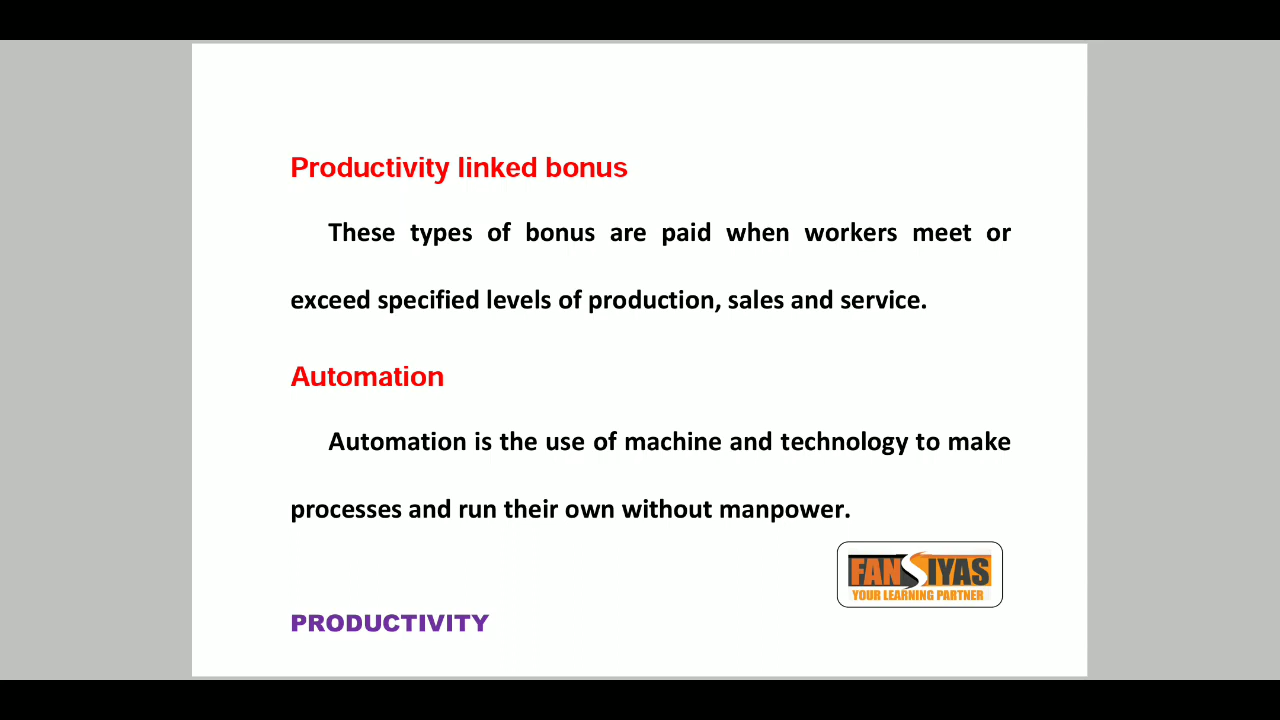 Productivity linked bonus
These types of bonus are paid when workers meet or
exceed specified levels of production, sales and service.
Automation
Automation is the use of machine and technology to make
processes and run their own without manpower.
FANSIYAS
YOUR LEARNING PARTNER
PRODUCTIVITY